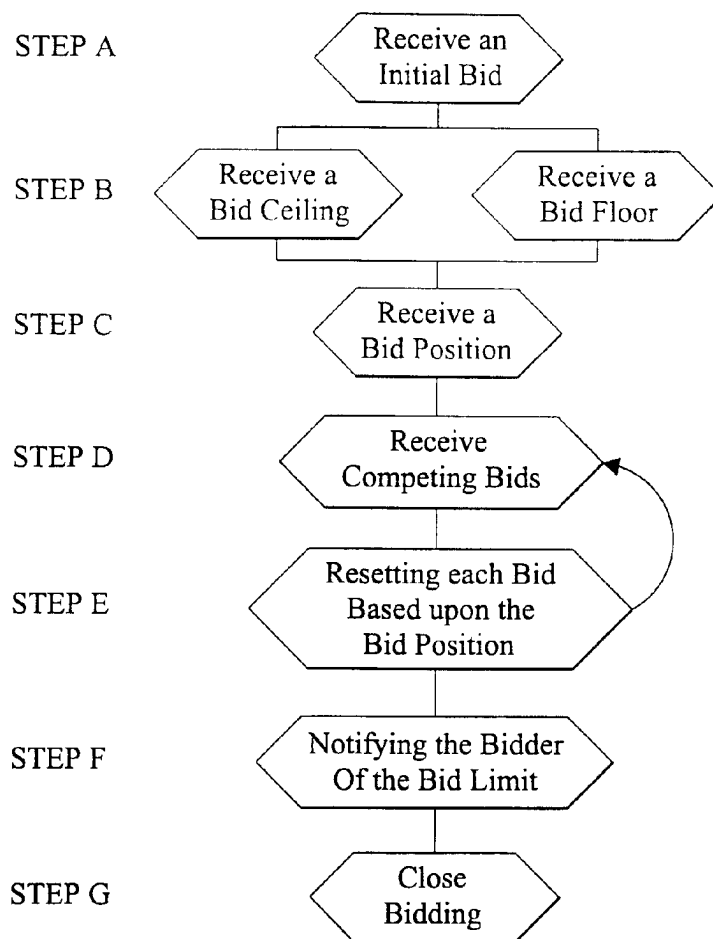 STEP A
Receive an
Initial Bid
STEP B
Receive a
Bid Ceiling
Receive a
Bid Floor
STEP C
Receive a
Bid Position
STEP D
Receive
Competing Bids
STEP E
Resetting each Bid
Based upon the
Bid Position
STEP F
Notifying the Bidder
Of the Bid Limit
STEP G
Close
Bidding